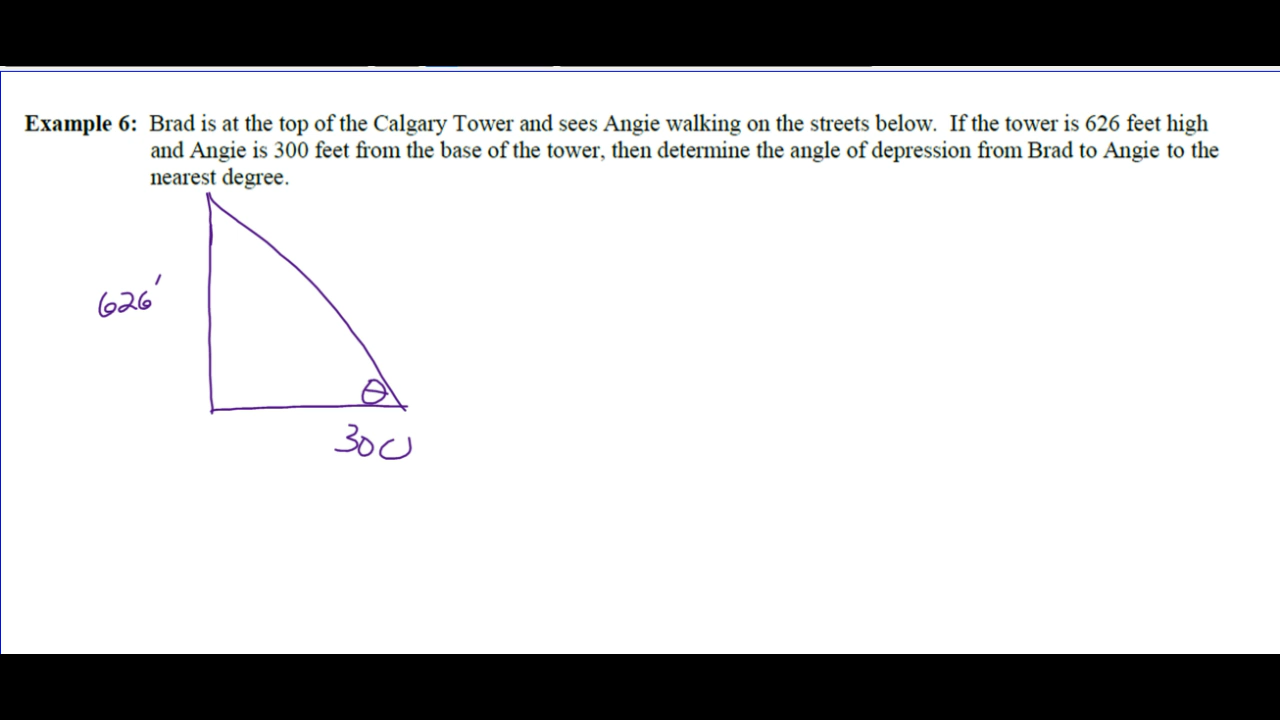 Example 6: Brad is at the top of the Calgary Tower and sees Angie walking on the streets below. If the tower is 626 feet high
and Angie is 300 feet from the base of the tower, then determine the angle of depression from Brad to Angie to the
nearest degree.
626'
θ
300